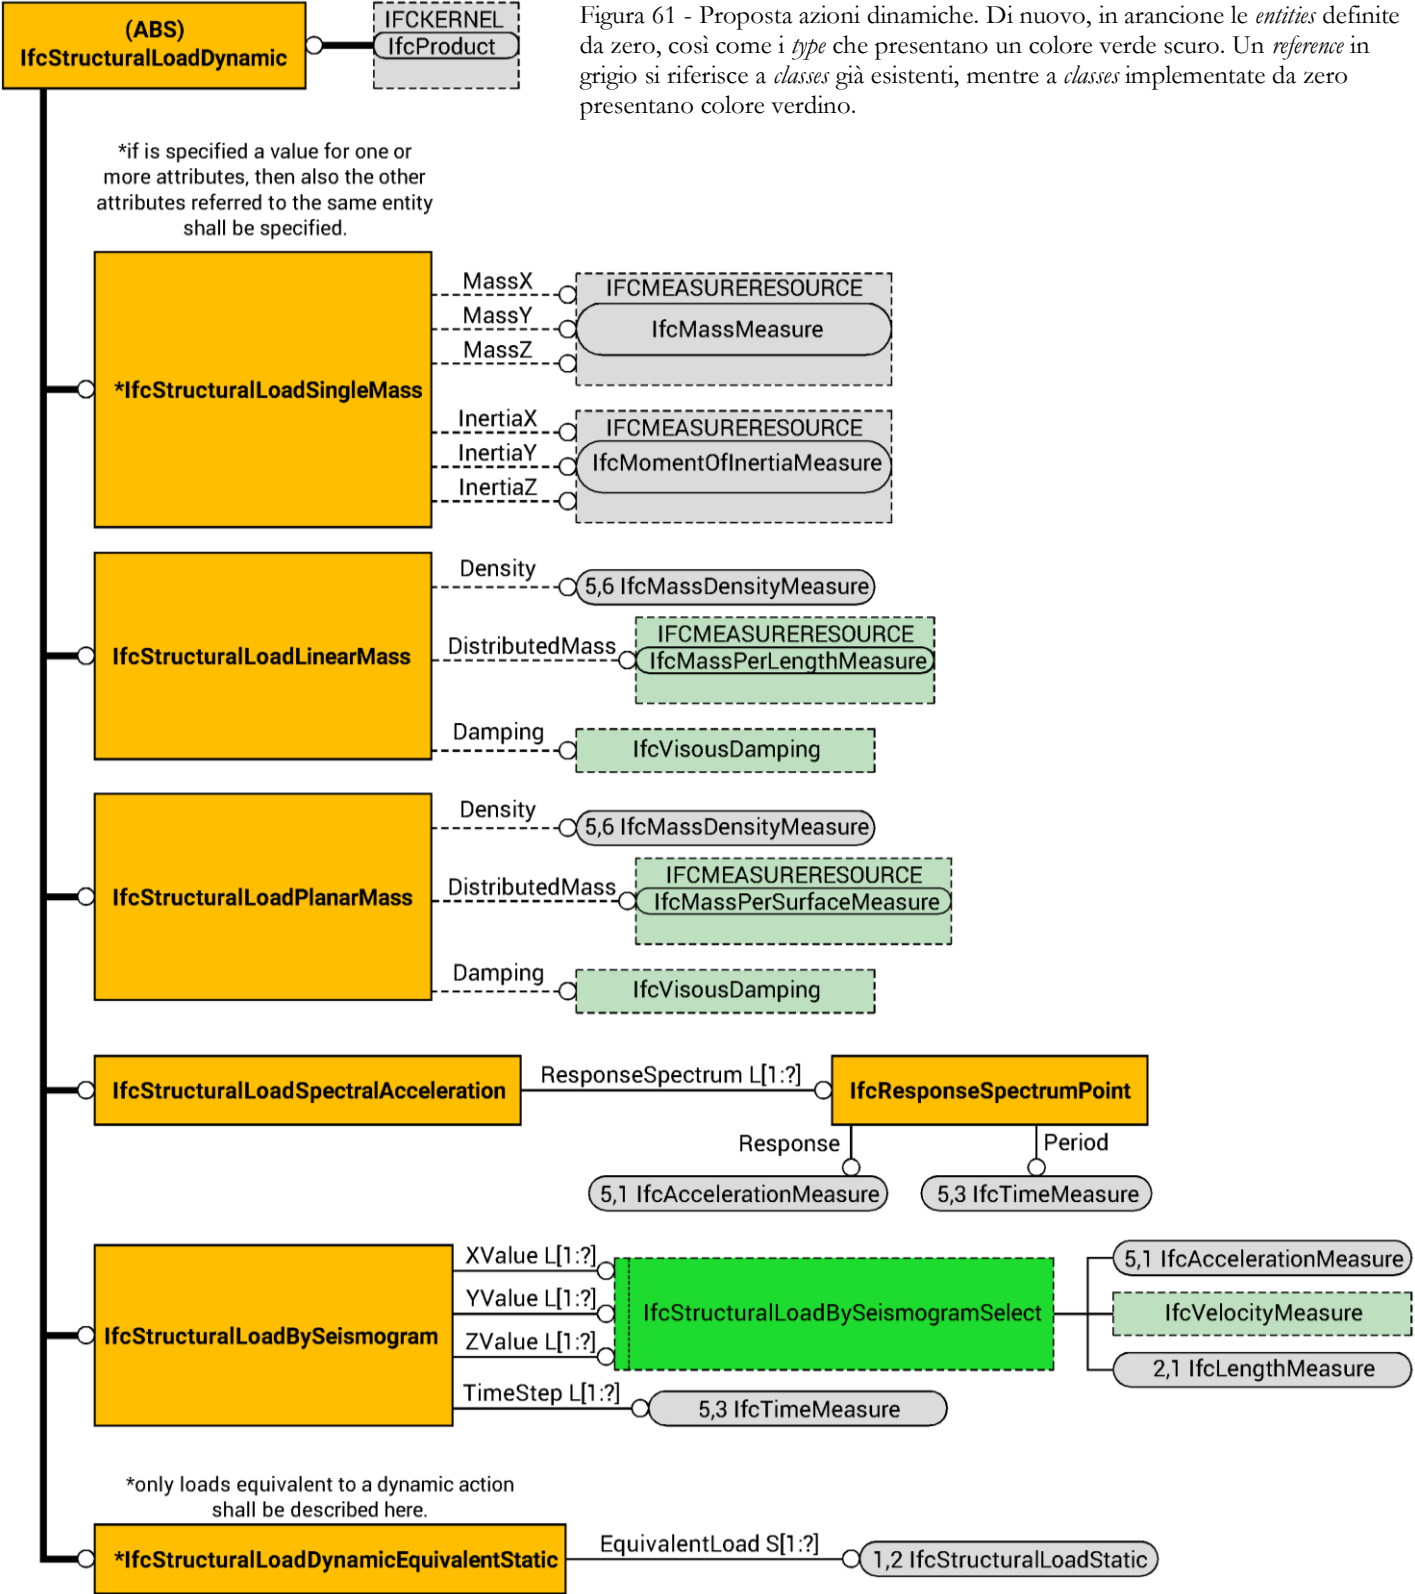 (ABS)
IfcStructuralLoadDynamic
IFCKERNEL
IfcProduct
Figura 61 - Proposta azioni dinamiche. Di nuovo, in arancione le entities definite
da zero, così come i type che presentano un colore verde scuro. Un reference in
grigio si riferisce a classes già esistenti, mentre a classes implementate da zero
presentano colore verdino.
*if is specified a value for one or
more attributes, then also the other
attributes referred to the same entity
shall be specified.
*IfcStructuralLoadSingleMass
MassX
MassY
MassZ
IFCMEASURERESOURCE
IfcMassMeasure
InertiaX
InertiaY
InertiaZ
IFCMEASURERESOURCE
IfcMomentOfInertiaMeasure
IfcStructuralLoadLinearMass
Density
5,6 IfcMassDensityMeasure
DistributedMass
IFCMEASURERESOURCE
IfcMassPerLengthMeasure
Damping
IfcVisousDamping
IfcStructuralLoadPlanarMass
Density
5,6 IfcMassDensityMeasure
DistributedMass
IFCMEASURERESOURCE
IfcMassPerSurfaceMeasure
Damping
IfcVisousDamping
IfcStructuralLoadSpectralAcceleration
ResponseSpectrum L[1:?]
IfcResponseSpectrumPoint
Response
Period
5,1 IfcAccelerationMeasure
5,3 IfcTimeMeasure
IfcStructuralLoadBySeismogram
XValue L[1:?]
YValue L[1:?]
ZValue L[1:?]
TimeStep L[1:?]
IfcStructuralLoadBySeismogramSelect
5,1 IfcAccelerationMeasure
IfcVelocityMeasure
2,1 IfcLengthMeasure
5,3 IfcTimeMeasure
*only loads equivalent to a dynamic action
shall be described here.
*IfcStructuralLoadDynamicEquivalentStatic
EquivalentLoad S[1:?]
1,2 IfcStructuralLoadStatic